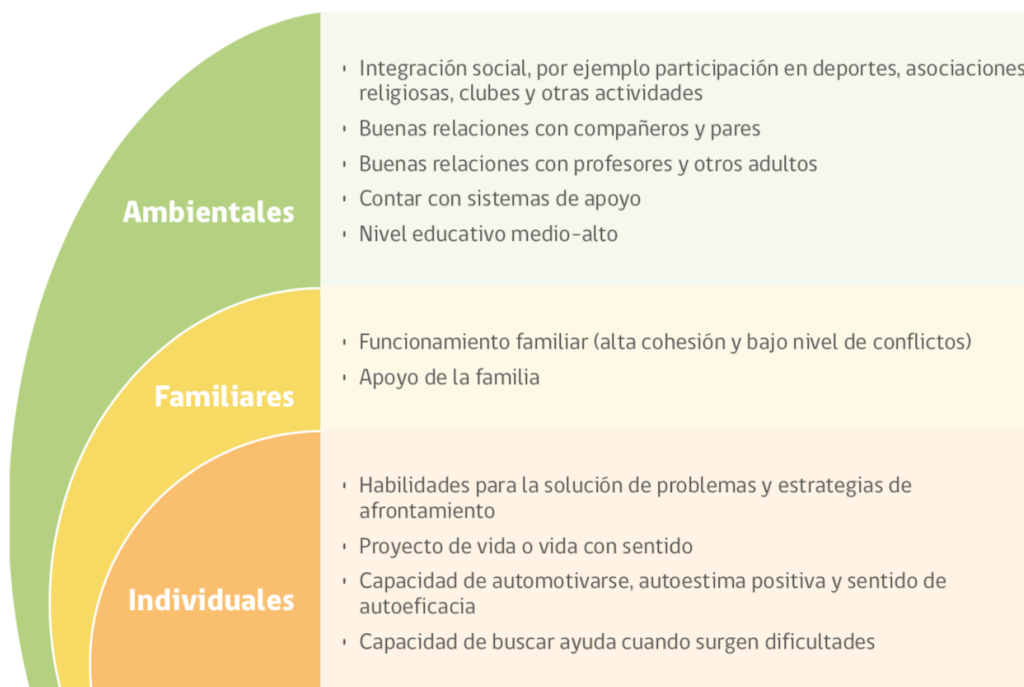 Ambientales
· Integración social, por ejemplo participación en deportes, asociaciones
religiosas, clubes y otras actividades
· Buenas relaciones con compañeros y pares
· Buenas relaciones con profesores y otros adultos
· Contar con sistemas de apoyo
· Nivel educativo medio-alto
Familiares
· Funcionamiento familiar (alta cohesión y bajo nivel de conflictos)
· Apoyo de la familia
Individuales
· Habilidades para la solución de problemas y estrategias de
afrontamiento
· Proyecto de vida o vida con sentido
· Capacidad de automotivarse, autoestima positiva y sentido de
autoeficacia
· Capacidad de buscar ayuda cuando surgen dificultades